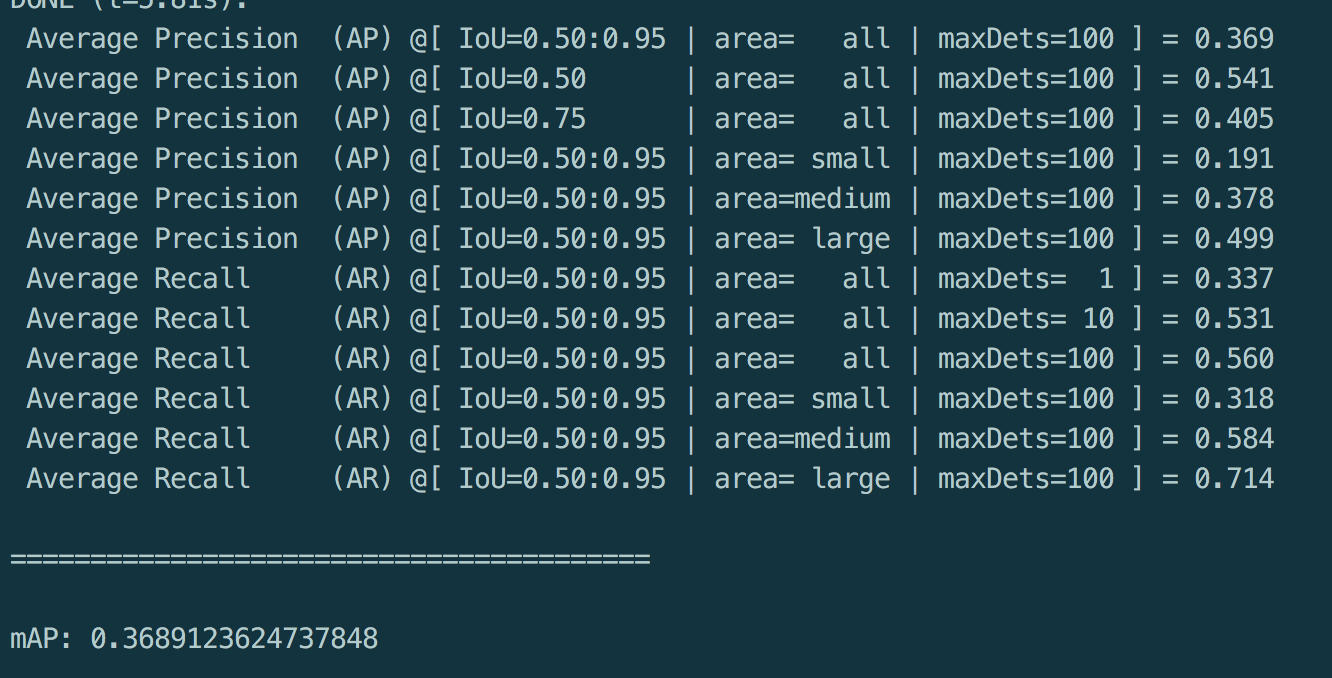 DONE (t=5.81s).
 Average Precision  (AP) @[ IoU=0.50:0.95 | area=   all | maxDets=100 ] = 0.369
 Average Precision  (AP) @[ IoU=0.50      | area=   all | maxDets=100 ] = 0.541
 Average Precision  (AP) @[ IoU=0.75      | area=   all | maxDets=100 ] = 0.405
 Average Precision  (AP) @[ IoU=0.50:0.95 | area= small | maxDets=100 ] = 0.191
 Average Precision  (AP) @[ IoU=0.50:0.95 | area=medium | maxDets=100 ] = 0.378
 Average Precision  (AP) @[ IoU=0.50:0.95 | area= large | maxDets=100 ] = 0.499
 Average Recall     (AR) @[ IoU=0.50:0.95 | area=   all | maxDets=  1 ] = 0.337
 Average Recall     (AR) @[ IoU=0.50:0.95 | area=   all | maxDets= 10 ] = 0.531
 Average Recall     (AR) @[ IoU=0.50:0.95 | area=   all | maxDets=100 ] = 0.560
 Average Recall     (AR) @[ IoU=0.50:0.95 | area= small | maxDets=100 ] = 0.318
 Average Recall     (AR) @[ IoU=0.50:0.95 | area=medium | maxDets=100 ] = 0.584
 Average Recall     (AR) @[ IoU=0.50:0.95 | area= large | maxDets=100 ] = 0.714
========================================
mAP: 0.3689123624737848